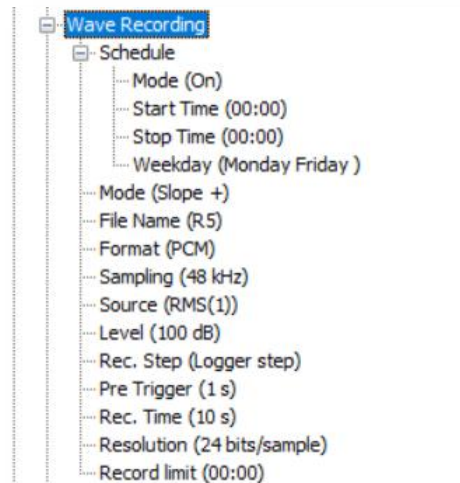 Wave Recording
Schedule
Mode (On)
Start Time (00:00)
Stop Time (00:00)
Weekday (Monday Friday )
Mode (Slope +)
File Name (R5)
Format (PCM)
Sampling (48 kHz)
Source (RMS(1))
Level (100 dB)
Rec. Step (Logger step)
Pre Trigger (1 s)
Rec. Time (10 s)
Resolution (24 bits/sample)
Record limit (00:00)